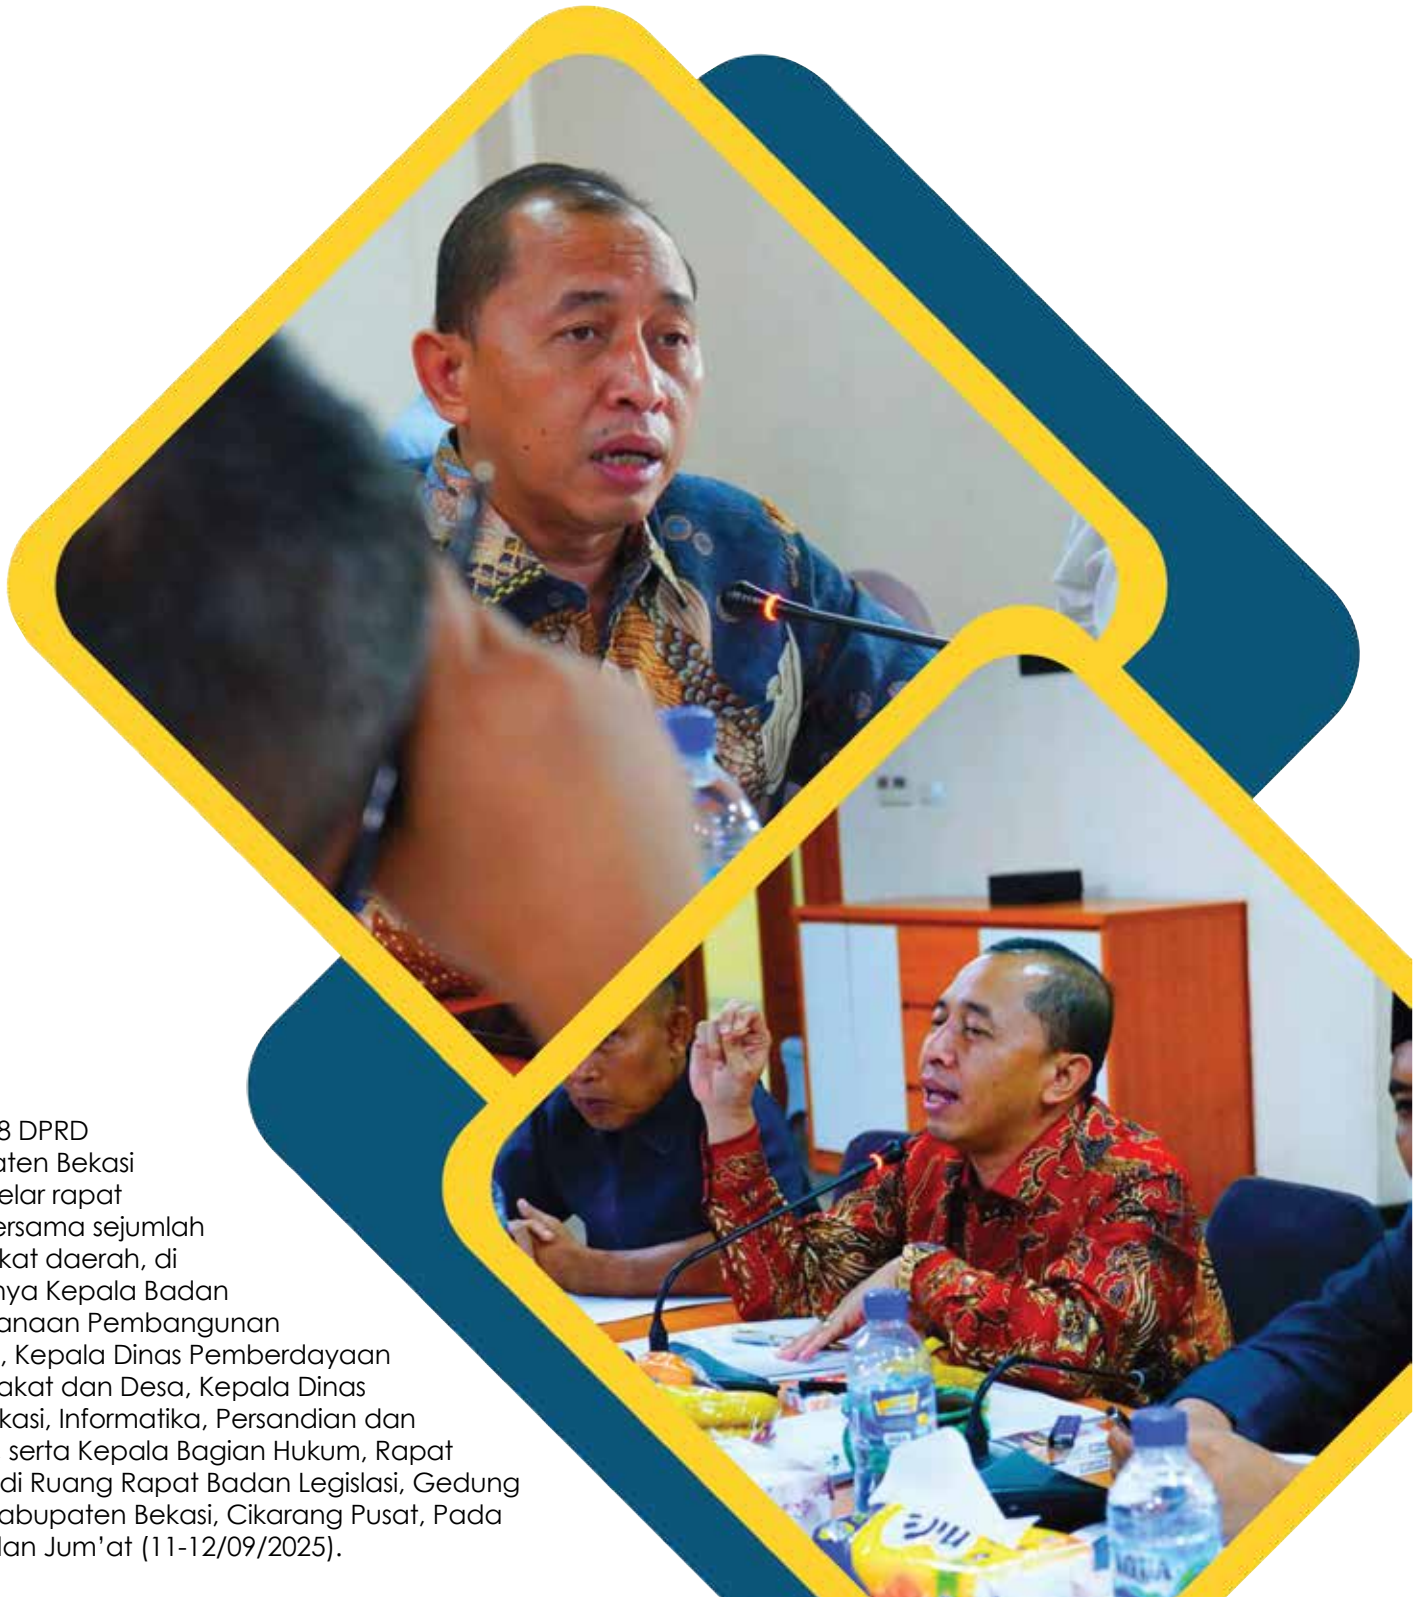 8 DPRD
aten Bekasi
elar rapat
ersama sejumlah
kat daerah, di
nya Kepala Badan
anaan Pembangunan
, Kepala Dinas Pemberdayaan
akat dan Desa, Kepala Dinas
kasi, Informatika, Persandian dan
serta Kepala Bagian Hukum, Rapat
di Ruang Rapat Badan Legislasi, Gedung
abupaten Bekasi, Cikarang Pusat, Pada
dan Jum'at (11-12/09/2025).
AQUA